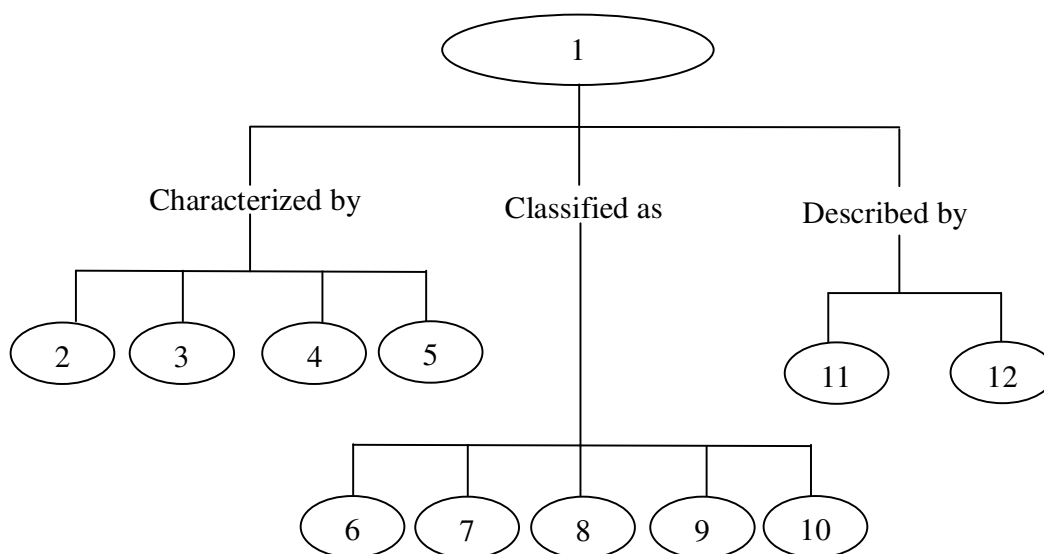 1
Characterized by
Classified as
Described by
2 3 4 5
11 12
6 7 8 9 10